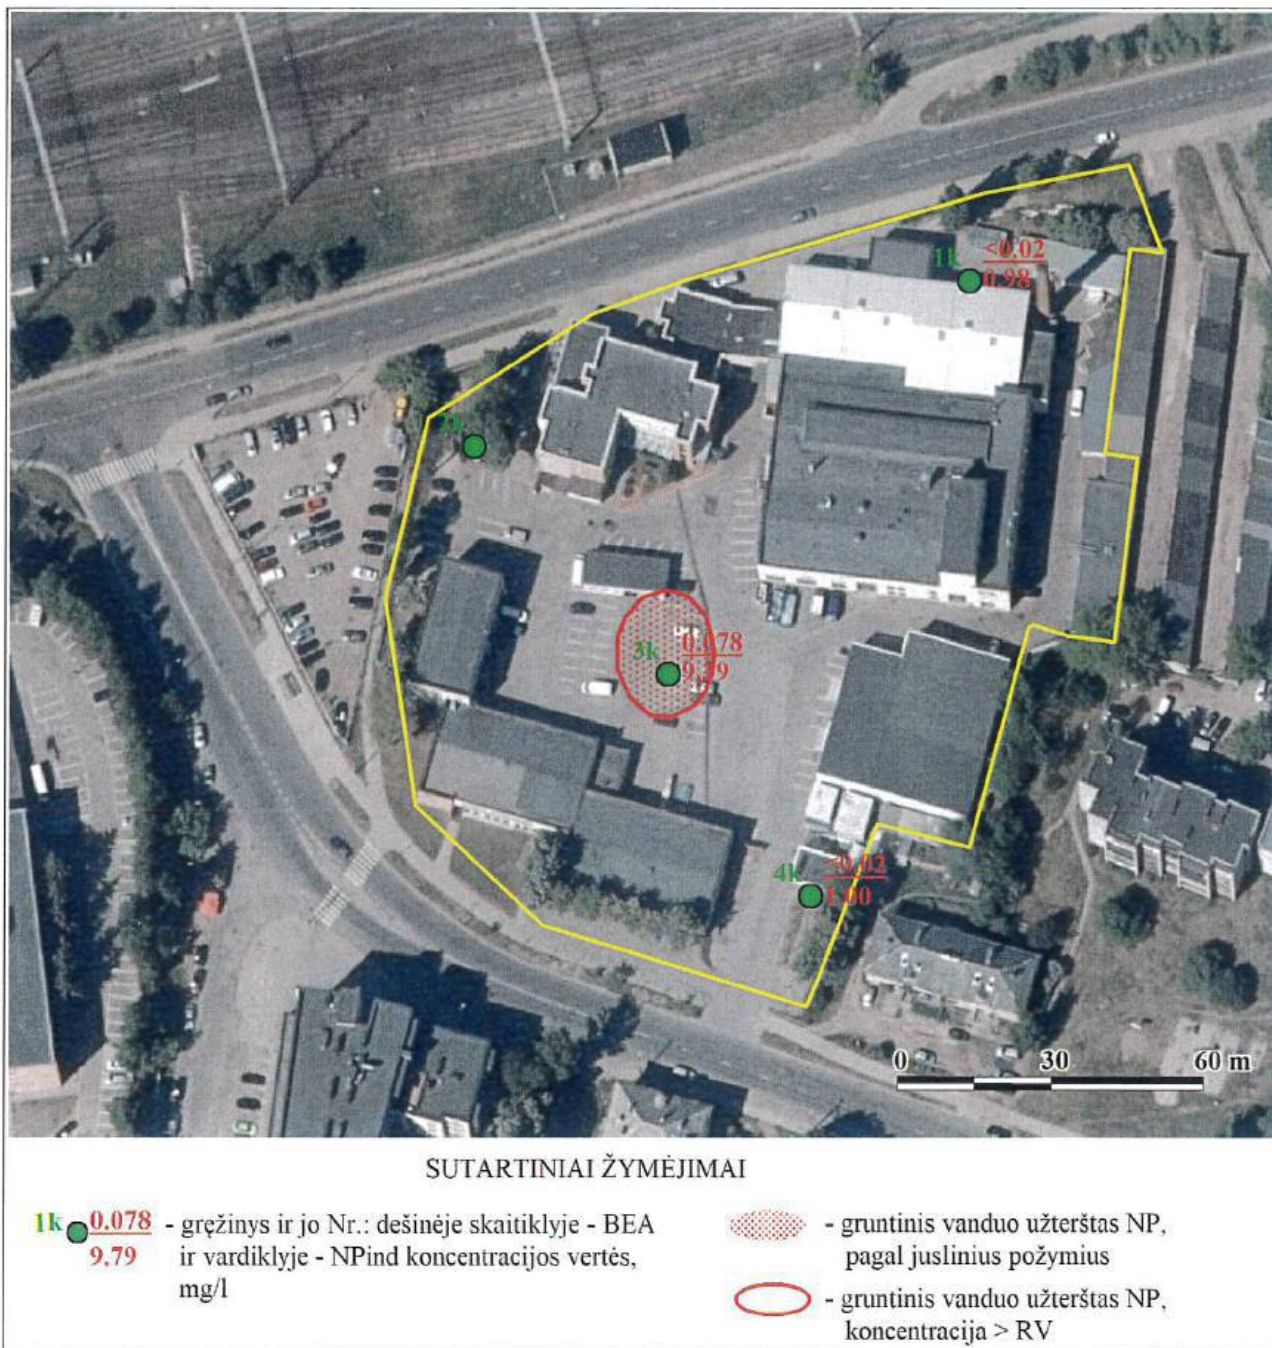 1k
<0.02
0.98
3k
0.078
9.79
4k
<0.02
1.00
0 30 60 m
SUTARTINIAI ŽYMĖJIMAI
1k 0.078 - gręžinys ir jo Nr.: dešinėje skaitiklyje - BEA
9.79 ir vardiklyje - NPind koncentracijos vertės,
mg/l
- gruntinis vanduo užterštas NP,
pagal juslinius požymius
- gruntinis vanduo užterštas NP,
koncentracija > RV